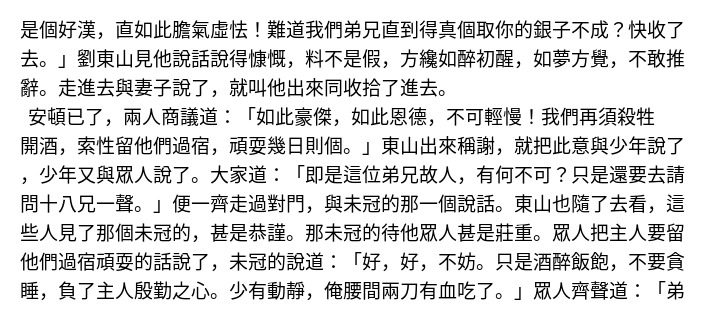 是個好漢，直如此膽氣虛怯！難道我們弟兄直到得真個取你的銀子不成？快收了
去。」劉東山見他說話說得慷慨，料不是假，方纔如醉初醒，如夢方覺，不敢推
辭。走進去與妻子說了，就叫他出來同收拾了進去。
安頓已了，兩人商議道：「如此豪傑，如此恩德，不可輕慢！我們再須殺牲
開酒，索性留他們過宿，頑耍幾日則個。」東山出來稱謝，就把此意與少年說了
，少年又與眾人說了。大家道：「即是這位弟兄故人，有何不可？只是還要去請
問十八兄一聲。」便一齊走過對門，與未冠的那一個說話。東山也隨了去看，這
些人見了那個未冠的，甚是恭謹。那未冠的待他眾人甚是莊重。眾人把主人要留
他們過宿頑耍的話說了，未冠的說道：「好，好，不妨。只是酒醉飯飽，不要貪
睡，負了主人殷勤之心。少有動靜，俺腰間兩刀有血吃了。」眾人齊聲道：「弟